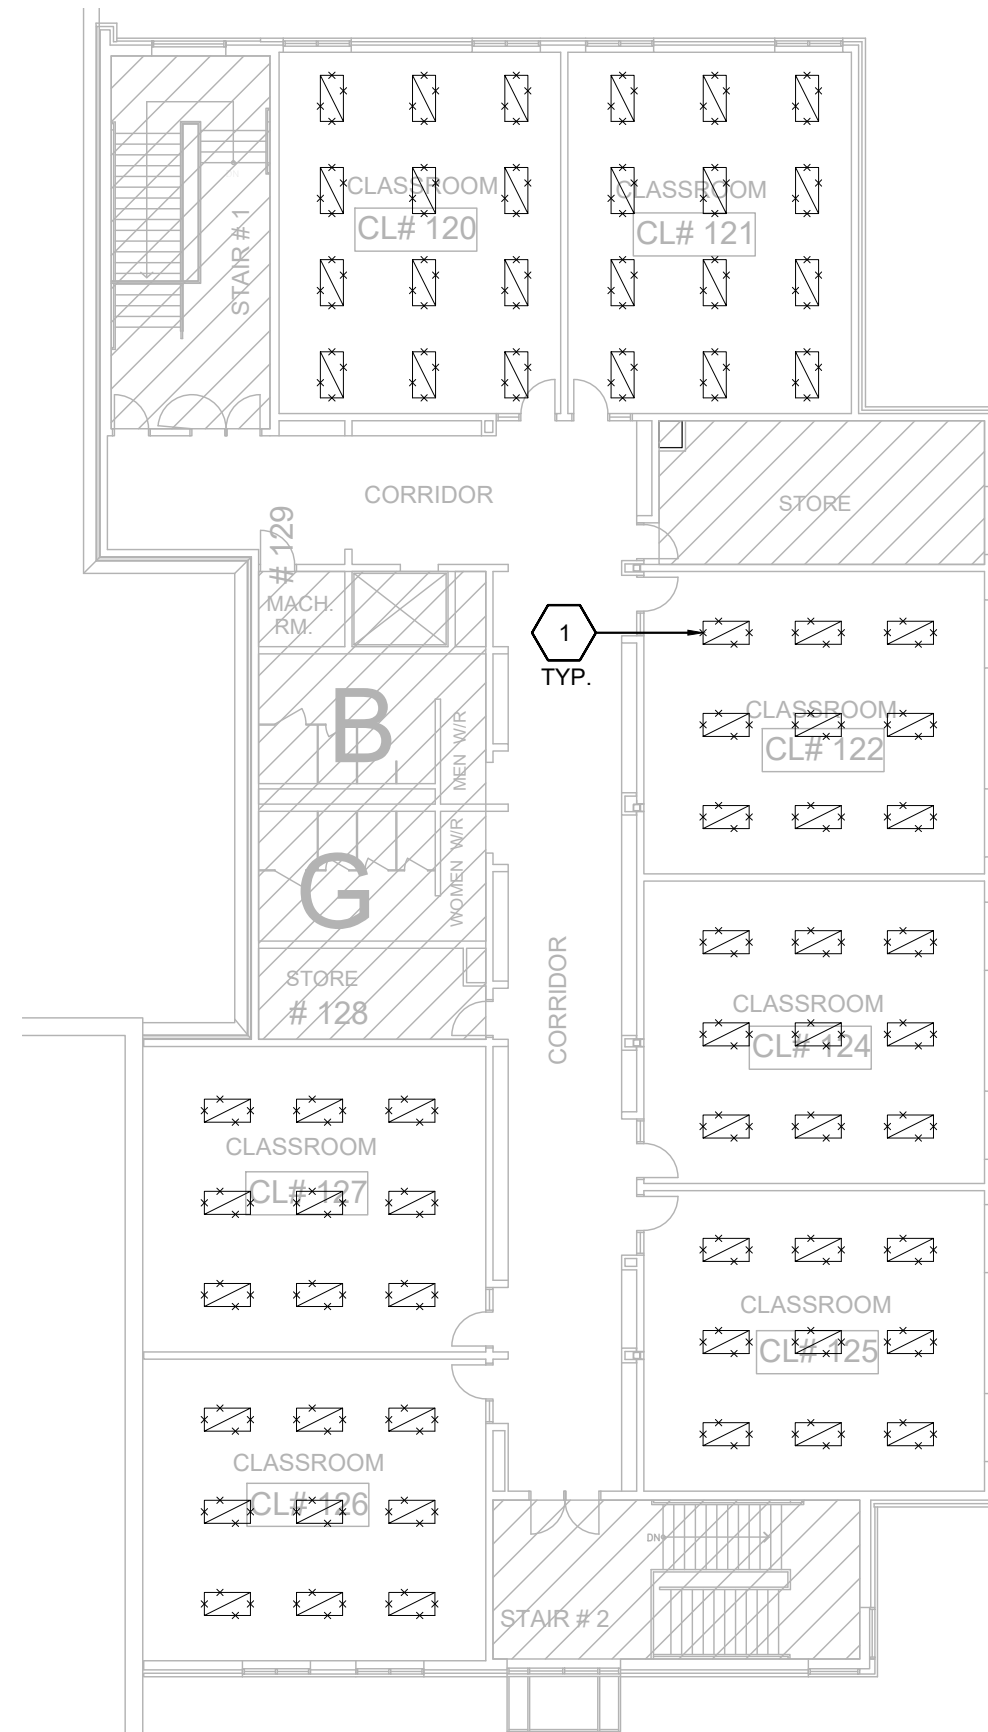 CLASSROOM
CL# 120
CLASSROOM
CL# 121
STAIR # 1
CORRIDOR
STORE
# 129
MACH.
RM.
1
TYP.
B
MEN W/R
CLASSROOM
CL# 122
G
WOMEN W/R
STORE
# 128
CORRIDOR
CLASSROOM
CL# 124
CLASSROOM
CL# 127
CLASSROOM
CL# 125
CLASSROOM
CL# 126
DN
STAIR # 2